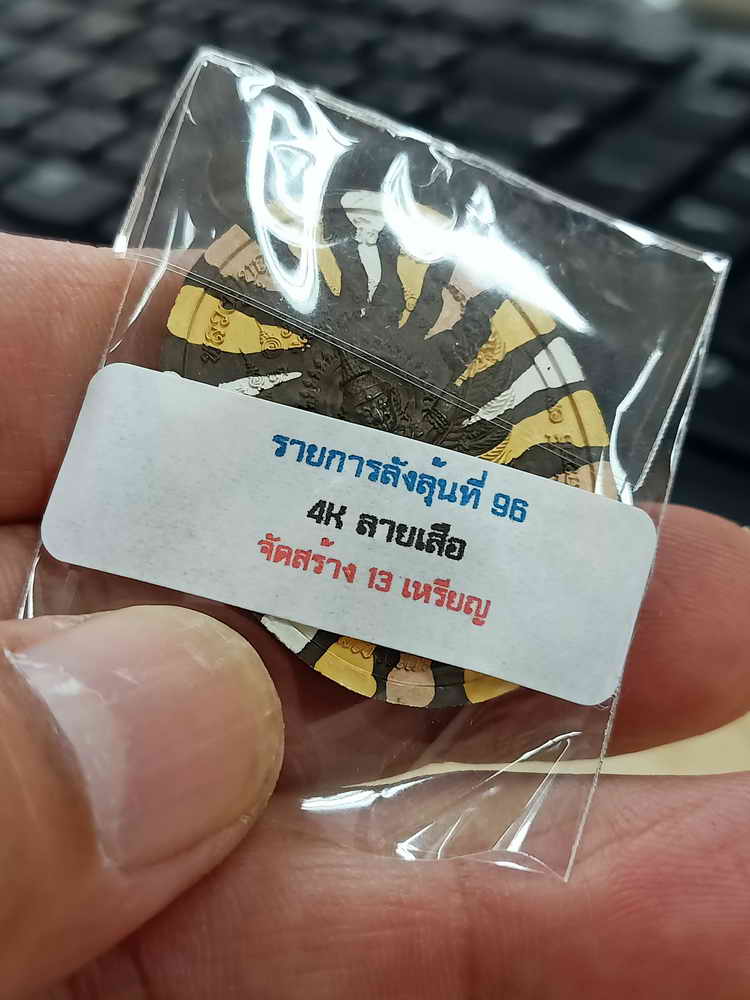 รายการลังลุ้นที่ 96
4K ลายเสือ
จัดสร้าง 13 เหรียญ